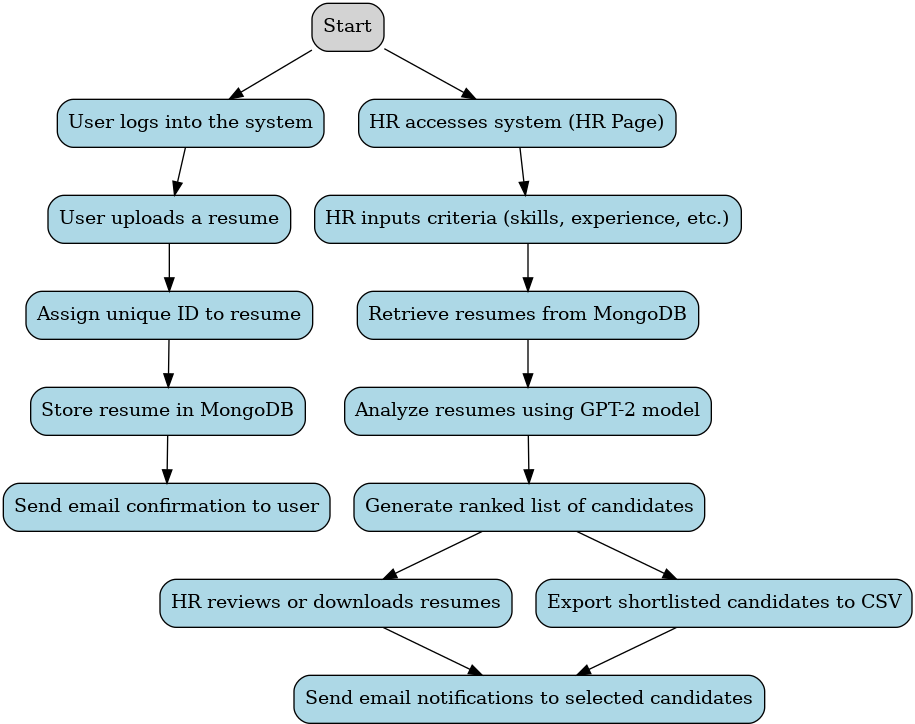 Start
User logs into the system
HR accesses system (HR Page)
User uploads a resume
HR inputs criteria (skills, experience, etc.)
Assign unique ID to resume
Retrieve resumes from MongoDB
Store resume in MongoDB
Analyze resumes using GPT-2 model
Send email confirmation to user
Generate ranked list of candidates
HR reviews or downloads resumes
Export shortlisted candidates to CSV
Send email notifications to selected candidates